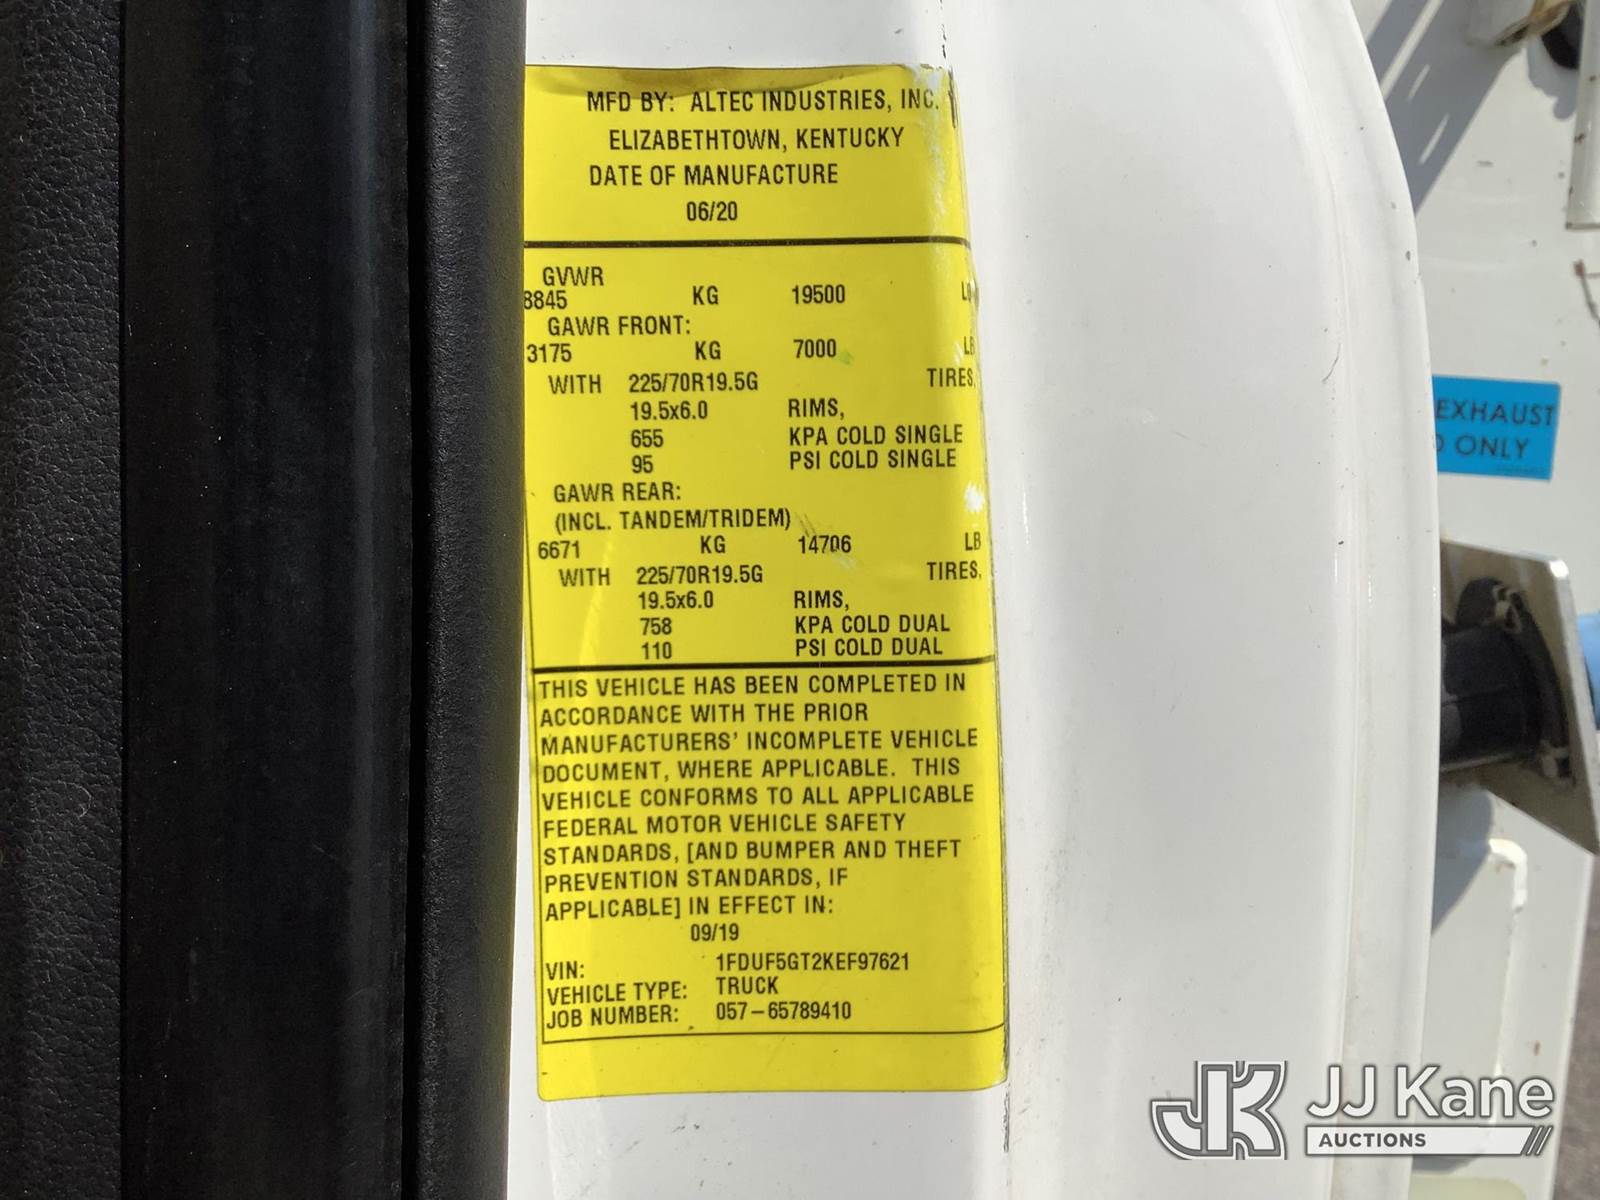 MFD BY: ALTEC INDUSTRIES, INC.
ELIZABETHTOWN, KENTUCKY
DATE OF MANUFACTURE
06/20
GVWR
8845 KG 19500 LB
GAWR FRONT:
3175 KG 7000 LB
WITH 225/70R19.5G TIRES,
19.5x6.0 RIMS,
655 KPA COLD SINGLE
95 PSI COLD SINGLE
GAWR REAR:
(INCL. TANDEM/TRIDEM)
6671 KG 14706 LB
WITH 225/70R19.5G TIRES,
19.5x6.0 RIMS,
758 KPA COLD DUAL
110 PSI COLD DUAL
THIS VEHICLE HAS BEEN COMPLETED IN
ACCORDANCE WITH THE PRIOR
MANUFACTURERS' INCOMPLETE VEHICLE
DOCUMENT, WHERE APPLICABLE. THIS
VEHICLE CONFORMS TO ALL APPLICABLE
FEDERAL MOTOR VEHICLE SAFETY
STANDARDS, [AND BUMPER AND THEFT
PREVENTION STANDARDS, IF
APPLICABLE] IN EFFECT IN:
09/19
VIN: 1FDUF5GT2KEF97621
VEHICLE TYPE: TRUCK
JOB NUMBER: 057-65789410
EXHAUST
ONLY
JK JJ Kane
AUCTIONS